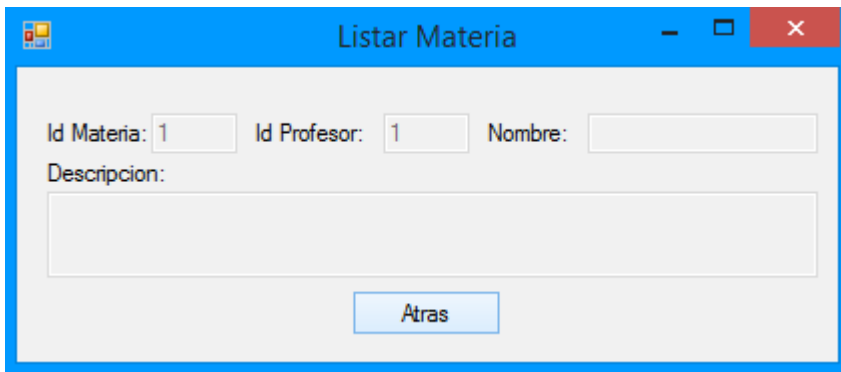 Listar Materia
Id Materia: 1 Id Profesor: 1 Nombre:
Descripcion:
Atras